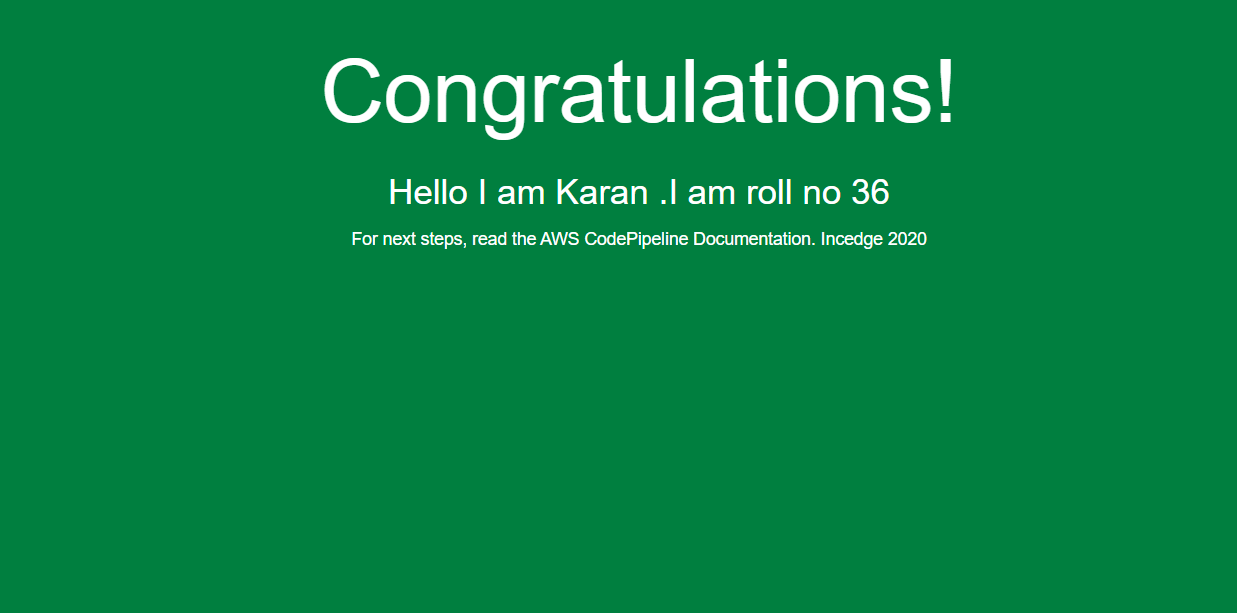 Congratulations!
Hello I am Karan .I am roll no 36
For next steps, read the AWS CodePipeline Documentation. Incedge 2020